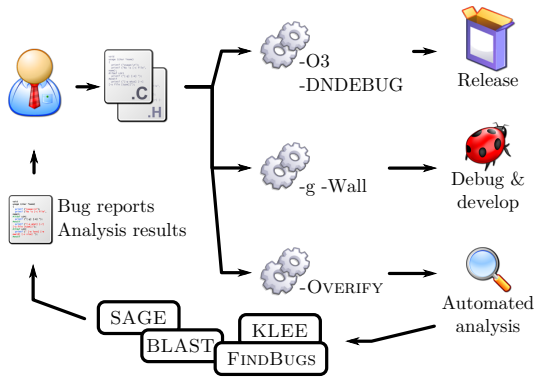 -O3
-DNDEBUG
Release
.C
.H
-g -Wall
Debug &
develop
Bug reports
Analysis results
-OVERIFY
Automated
analysis
SAGE
BLAST
KLEE
FINDBUGS